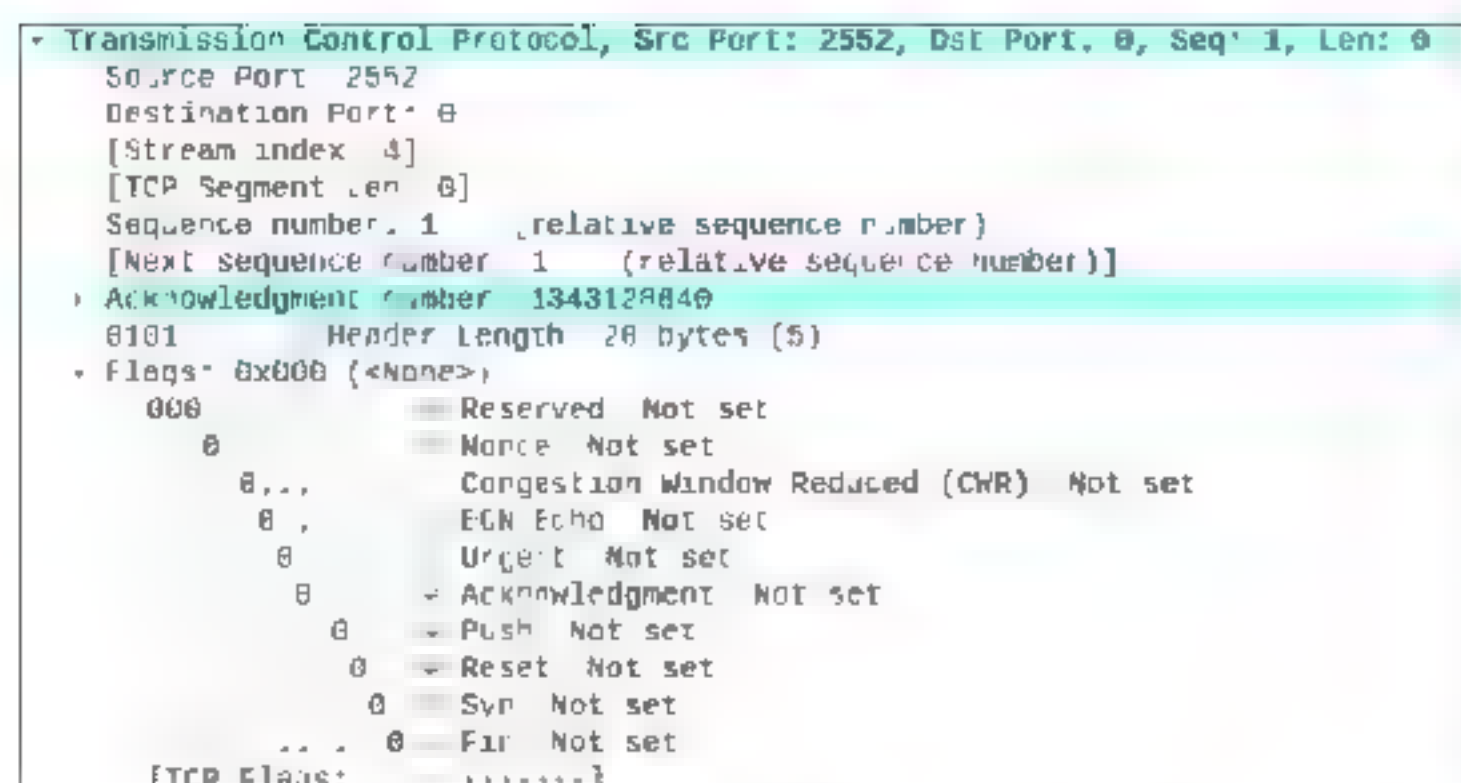 Transmission Control Protocol, Src Port: 2552, Dst Port: 0, Seq: 1, Len: 0
Source Port: 2552
Destination Port: 0
[Stream index: 4]
[TCP Segment Len: 0]
Sequence number: 1 (relative sequence number)
[Next sequence number: 1 (relative sequence number)]
Acknowledgment number:
0101 Header Length: 20 bytes (5)
Flags: 0x000 (<None>)
000 Reserved: Not set
0 Nonce: Not set
0... Congestion Window Reduced (CWR): Not set
0 ECN-Echo: Not set
0 Urgent: Not set
0 Acknowledgment: Not set
0 Push: Not set
0 Reset: Not set
0 Syn: Not set
0 Fin: Not set
[TCP Flags: